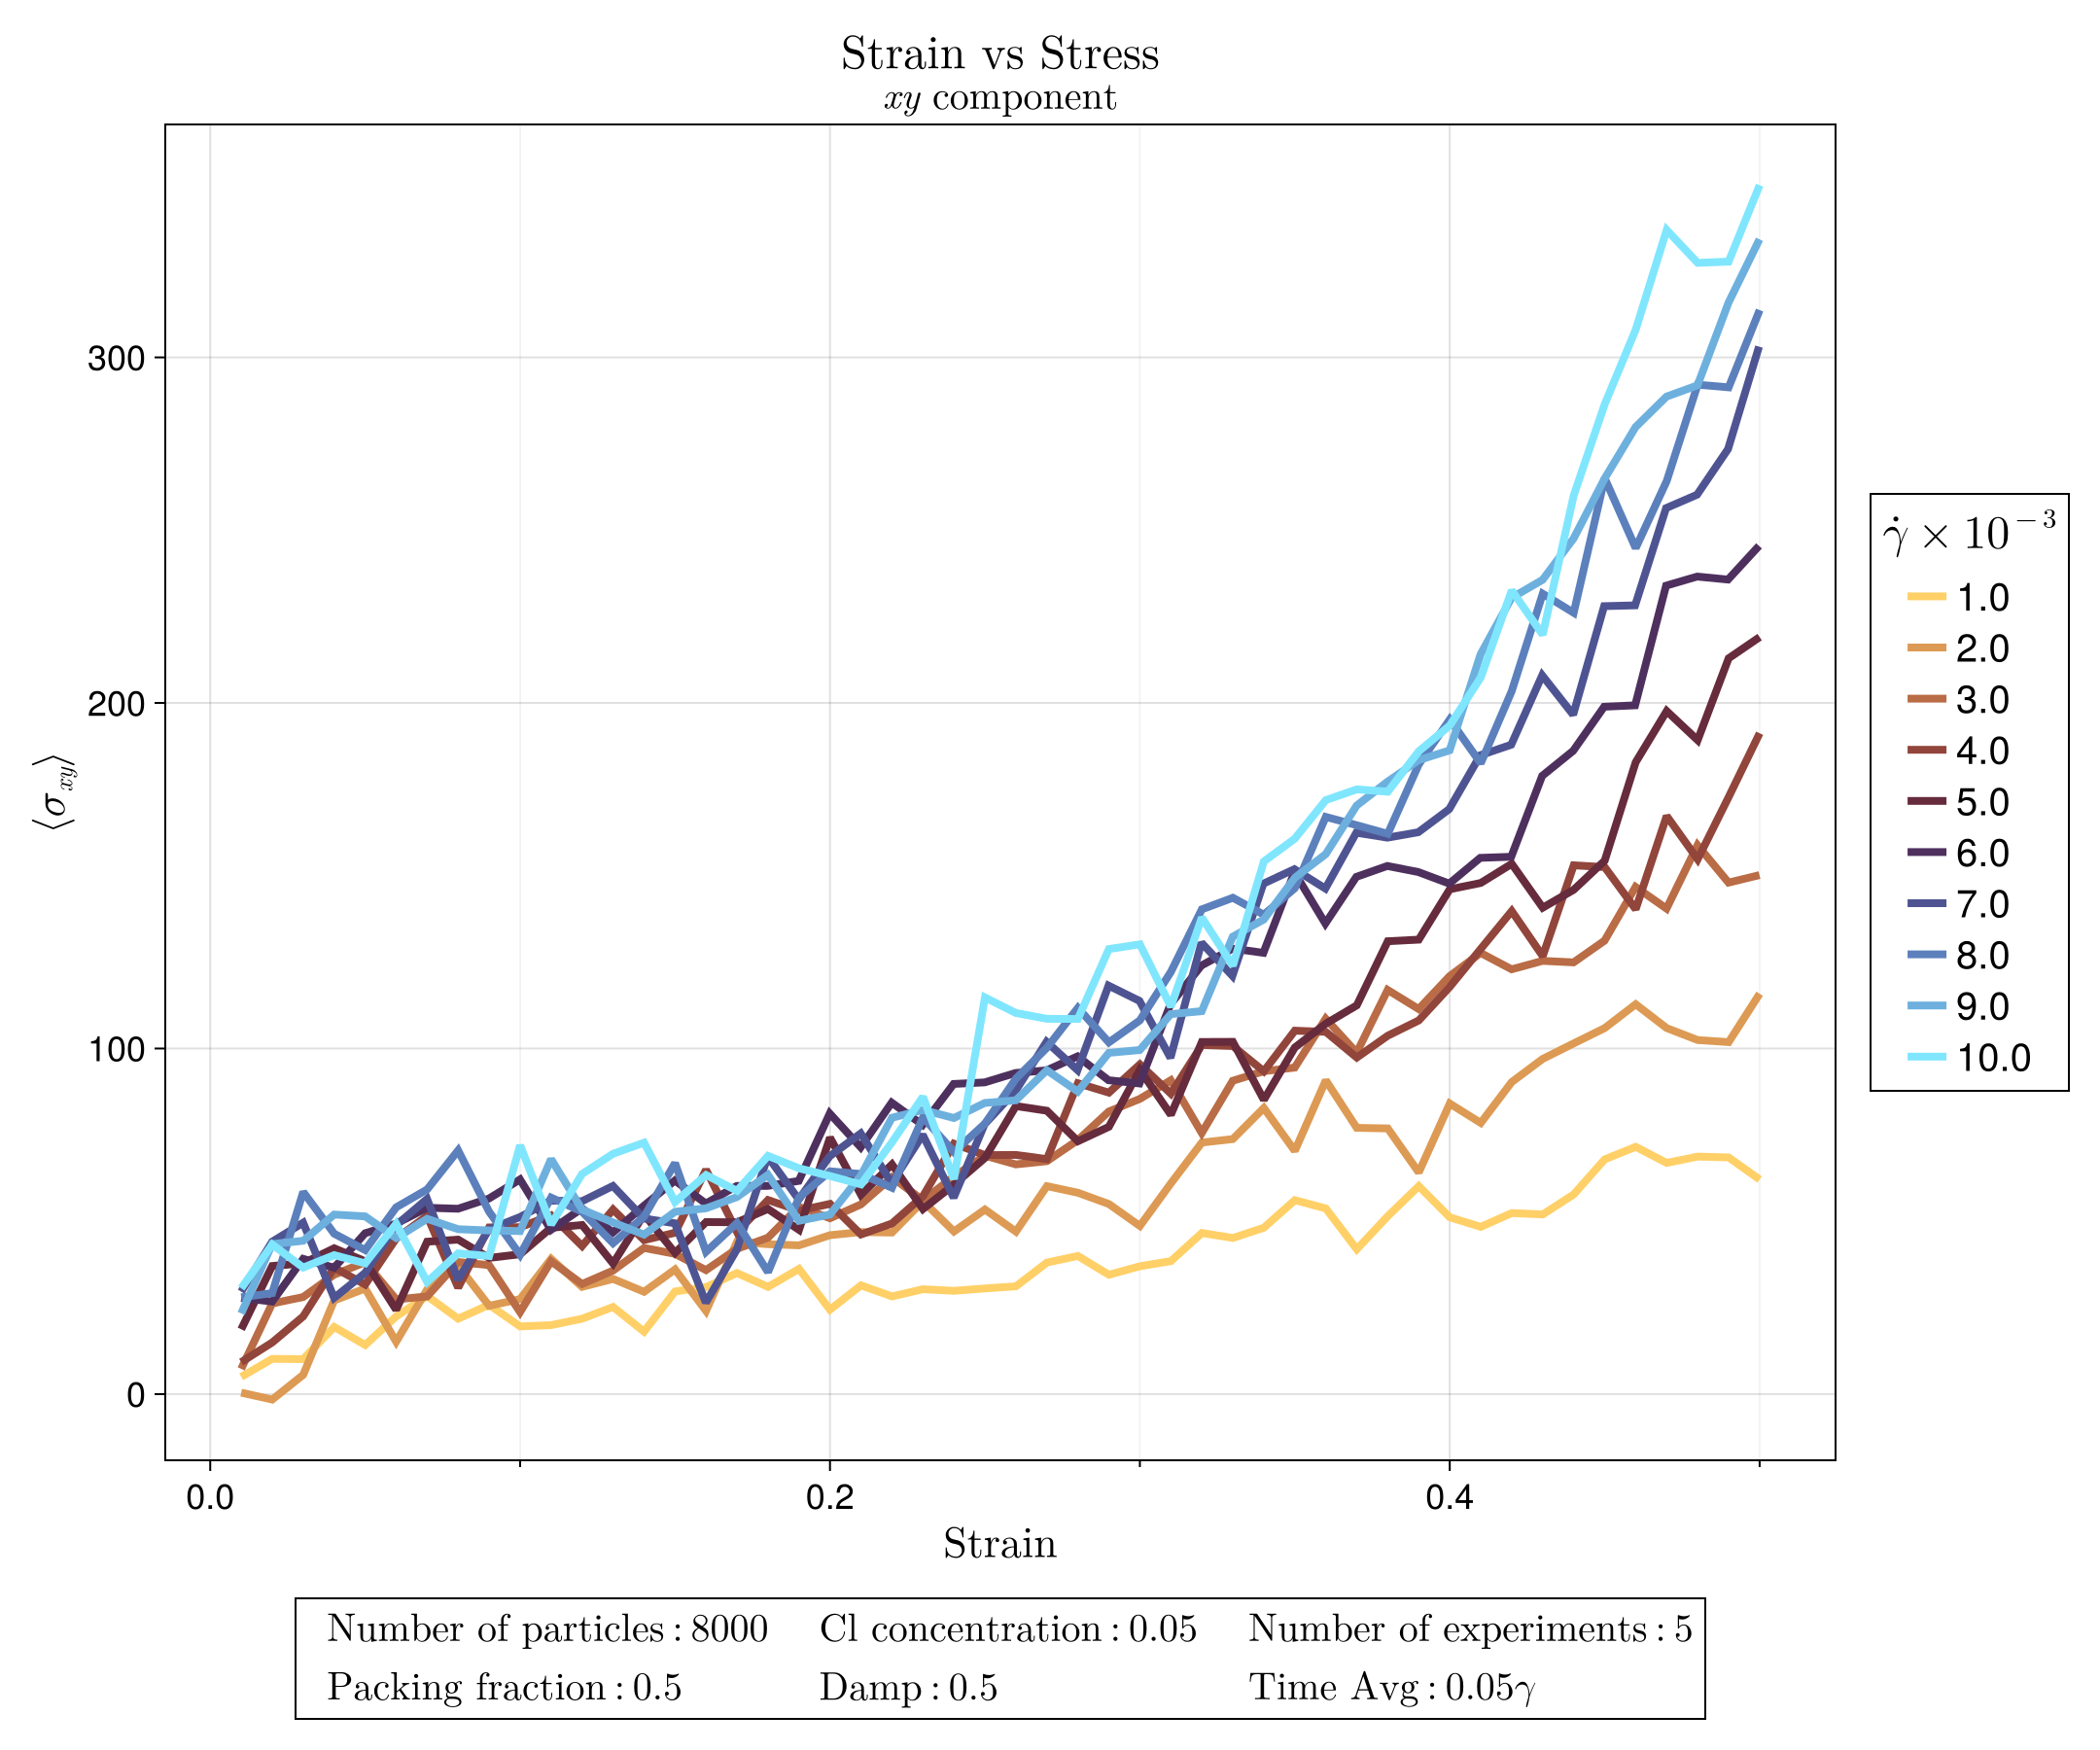 Strain vs Stress
xy component
⟨σxy⟩
300
200
100
0
0.0 0.2 0.4
Strain
γ̇ × 10⁻³
1.0
2.0
3.0
4.0
5.0
6.0
7.0
8.0
9.0
10.0
Number of particles : 8000 Cl concentration : 0.05 Number of experiments : 5
Packing fraction : 0.5 Damp : 0.5 Time Avg : 0.05γ